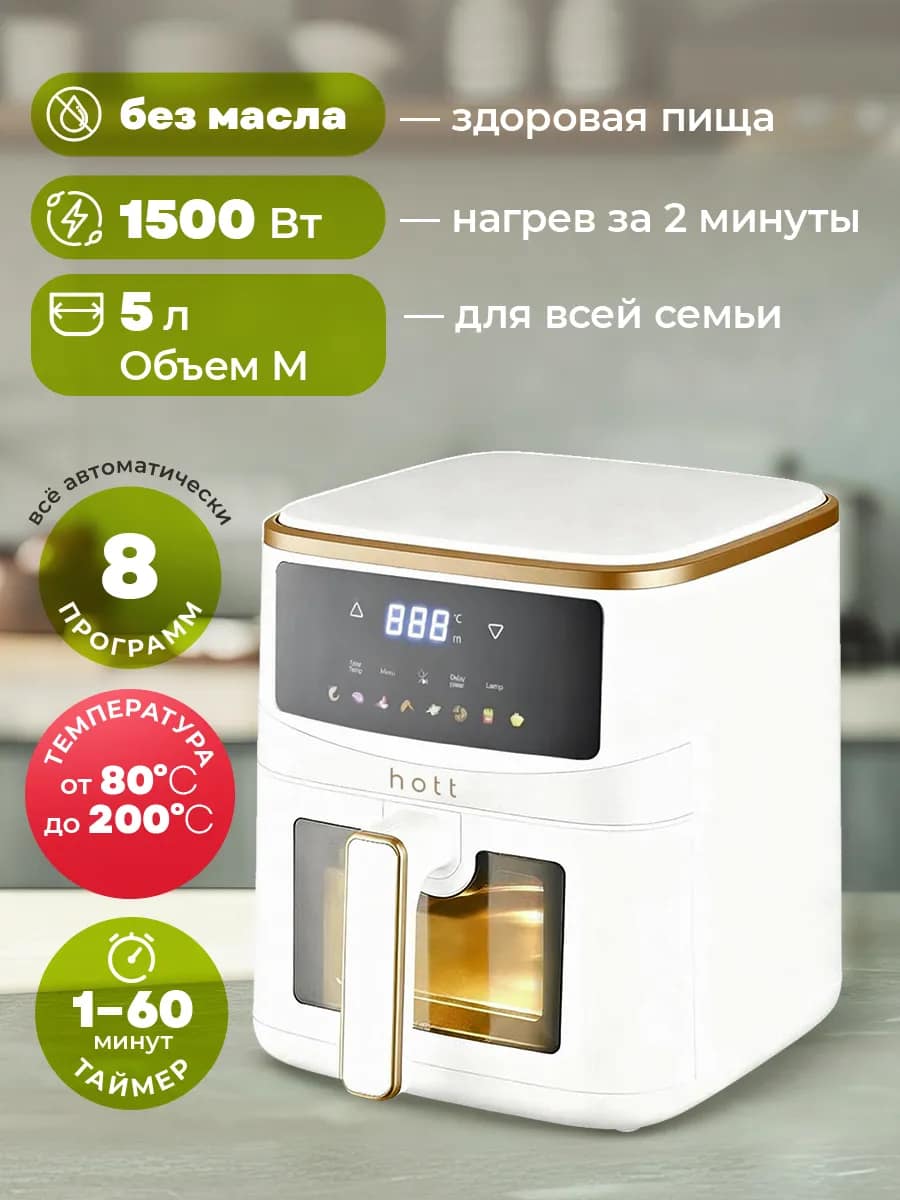 без масла — здоровая пища
1500 Вт — нагрев за 2 минуты
5 л — для всей семьи
Объем М
всё автоматически
8
ПРОГРАММ
ТЕМПЕРАТУРА
от 80°C
до 200°C
1–60
минут
ТАЙМЕР
888 °C
m
Menu
Lamp
hott